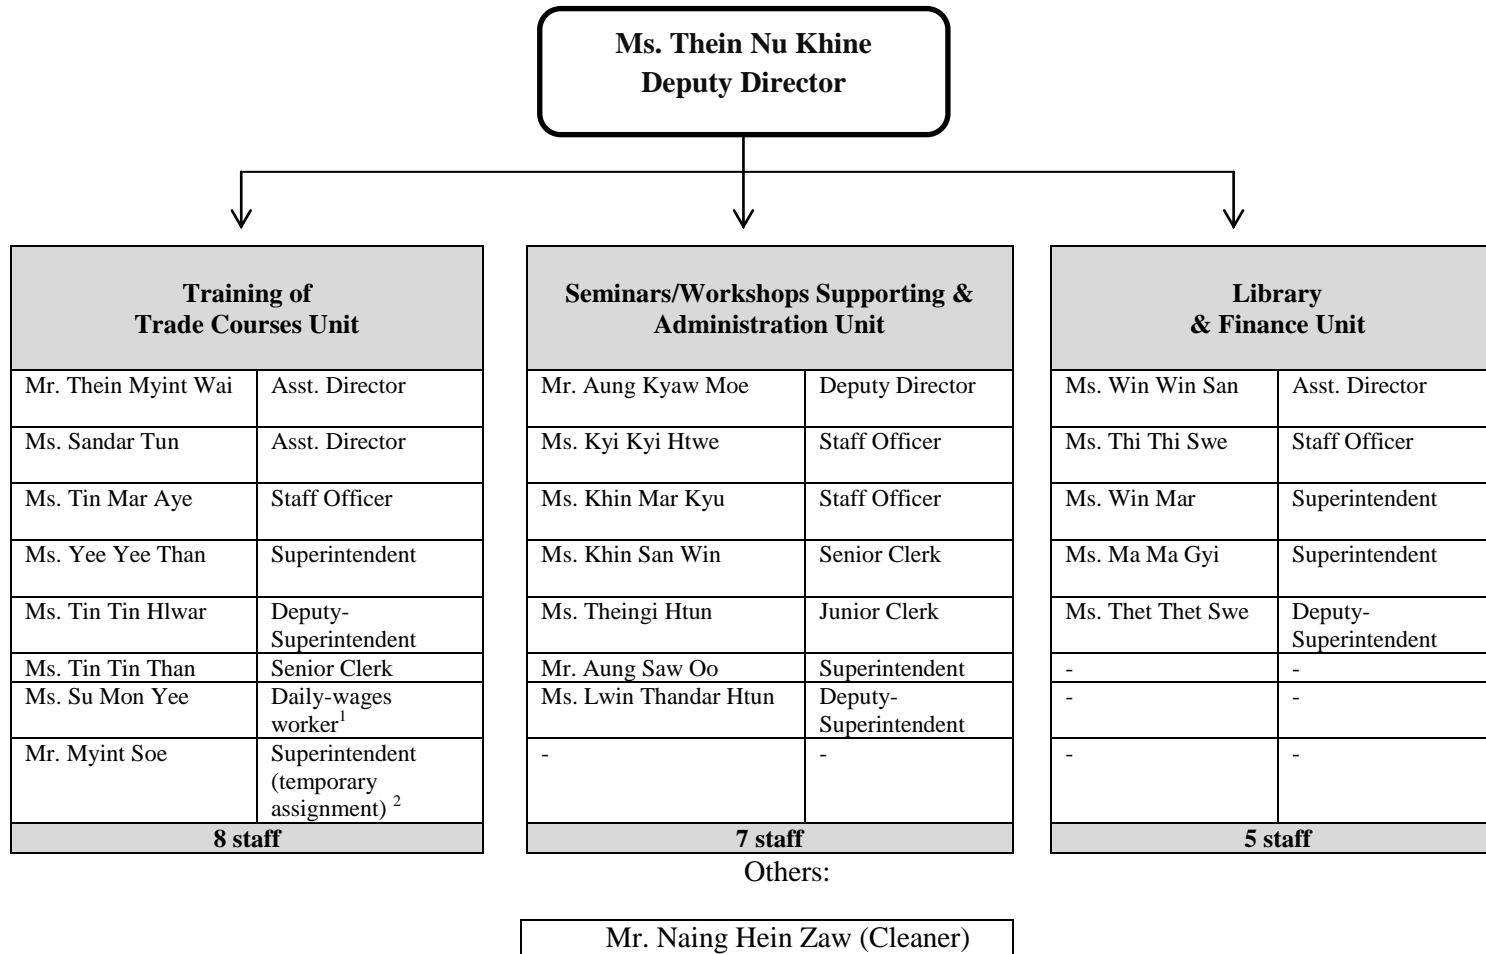 Ms. Thein Nu Khine
Deputy Director
Training of
Trade Courses Unit
Mr. Thein Myint Wai Asst. Director
Ms. Sandar Tun Asst. Director
Ms. Tin Mar Aye Staff Officer
Ms. Yee Yee Than Superintendent
Ms. Tin Tin Hlwar Deputy-
Superintendent
Ms. Tin Tin Than Senior Clerk
Ms. Su Mon Yee Daily-wages
worker1
Mr. Myint Soe Superintendent
(temporary
assignment) 2
8 staff
Seminars/Workshops Supporting &
Administration Unit
Mr. Aung Kyaw Moe Deputy Director
Ms. Kyi Kyi Htwe Staff Officer
Ms. Khin Mar Kyu Staff Officer
Ms. Khin San Win Senior Clerk
Ms. Theingi Htun Junior Clerk
Mr. Aung Saw Oo Superintendent
Ms. Lwin Thandar Htun Deputy-
Superintendent
- -
7 staff
Library
& Finance Unit
Ms. Win Win San Asst. Director
Ms. Thi Thi Swe Staff Officer
Ms. Win Mar Superintendent
Ms. Ma Ma Gyi Superintendent
Ms. Thet Thet Swe Deputy-
Superintendent
- -
- -
- -
5 staff
Others:
Mr. Naing Hein Zaw (Cleaner)